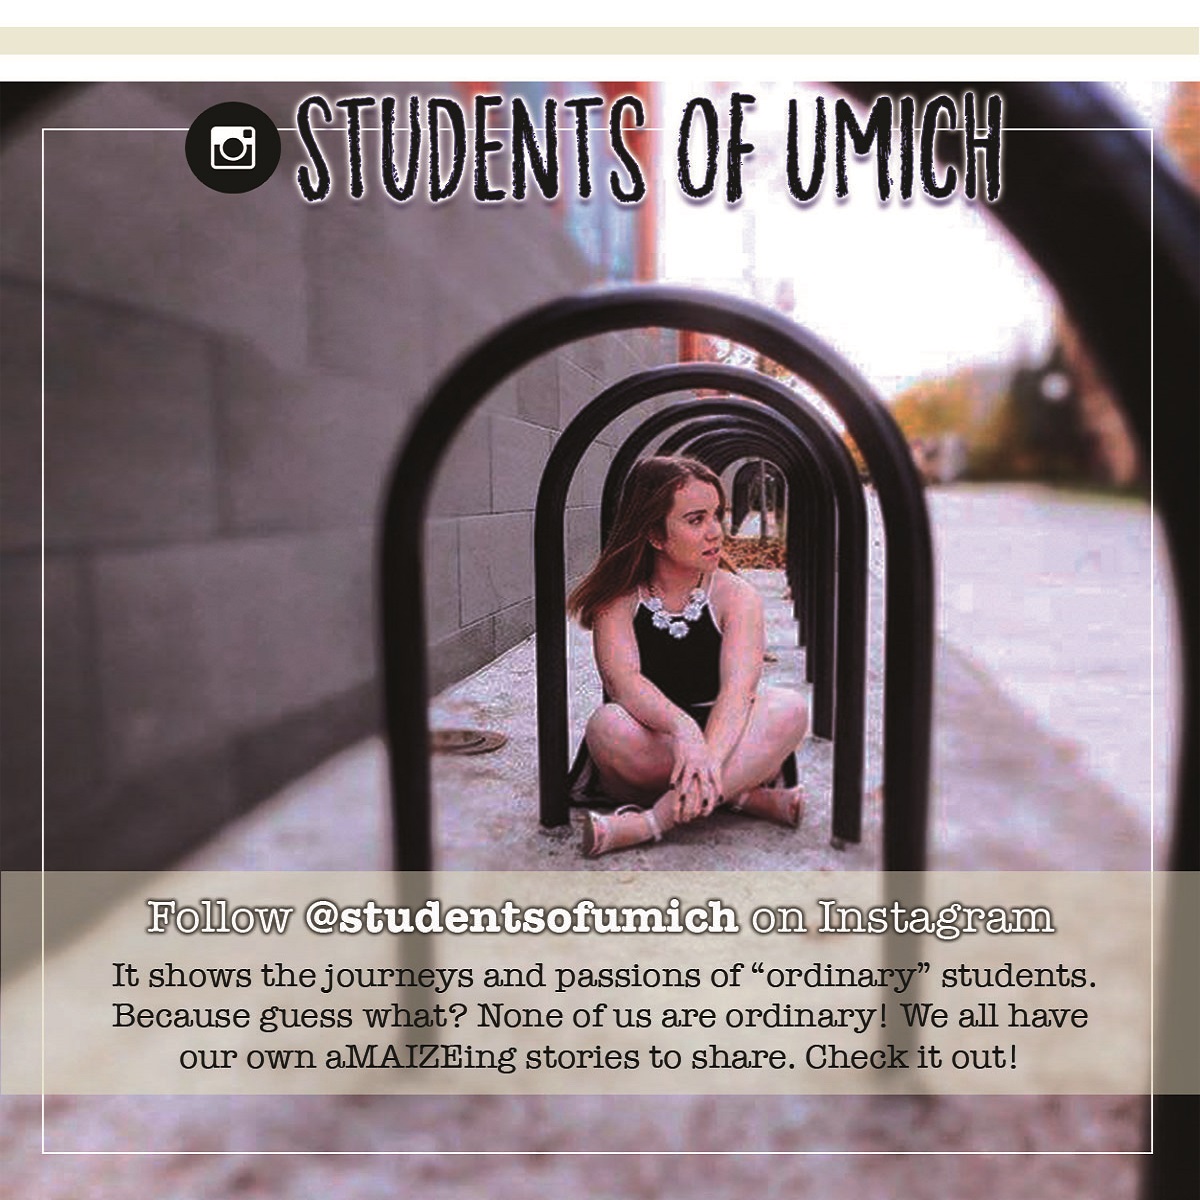 STUDENTS OF UMICH
Follow @studentsofumich on Instagram
It shows the journeys and passions of “ordinary” students.
Because guess what? None of us are ordinary! We all have
our own aMAIZEing stories to share. Check it out!